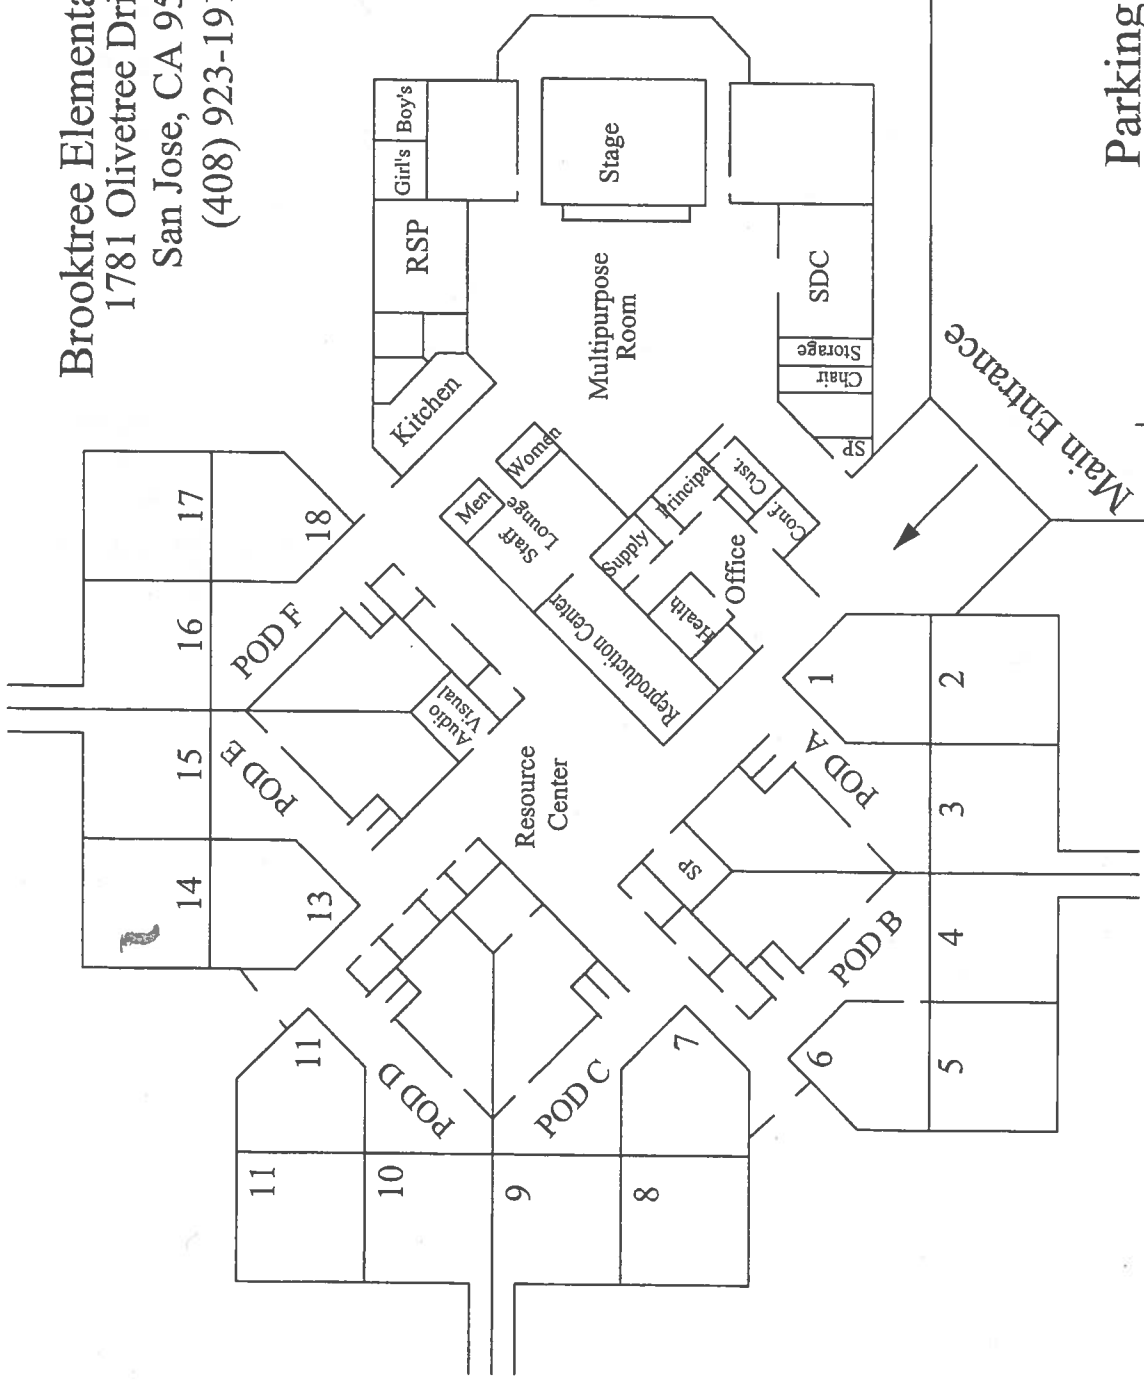 Brooktree Elementa
1781 Olivetree Dri
San Jose, CA 95
(408) 923-191
Parking
Main Entrance
Boy's
Girl's
RSP
Kitchen
Stage
Multipurpose
Room
SDC
Storage
Chair
SP
Women
Men
Staff
Lounge
Principal
Cust.
Conf.
Supply
Office
Health
Reproduction Center
17
18
16
POD F
Audio
Visual
15
POD E
14
13
Resource
Center
1
2
POD A
3
SP
4
POD B
6
5
11
11
POD D
10
9
POD C
7
8